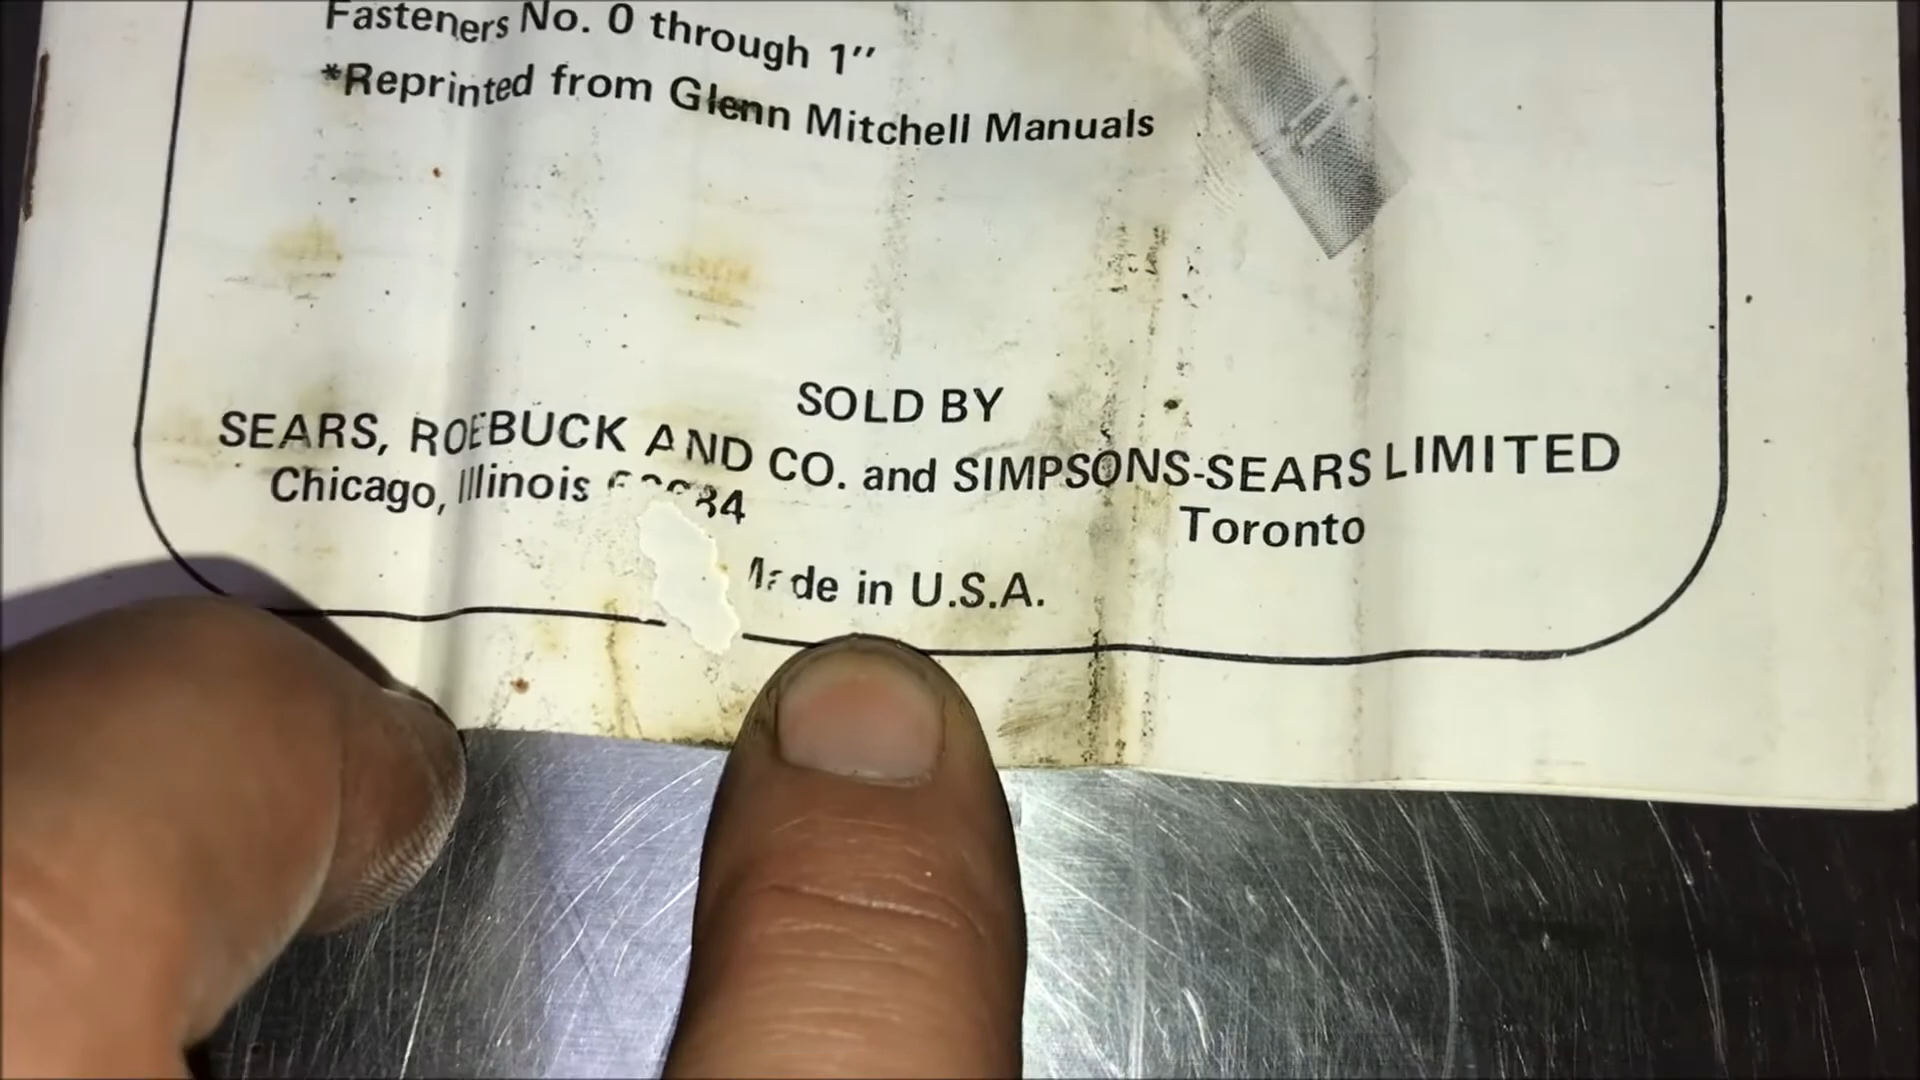 Fasteners No. 0 through 1"
*Reprinted from Glenn Mitchell Manuals
SOLD BY
SEARS, ROEBUCK AND CO. and SIMPSONS-SEARS LIMITED
Chicago, Illinois Toronto
Made in U.S.A.